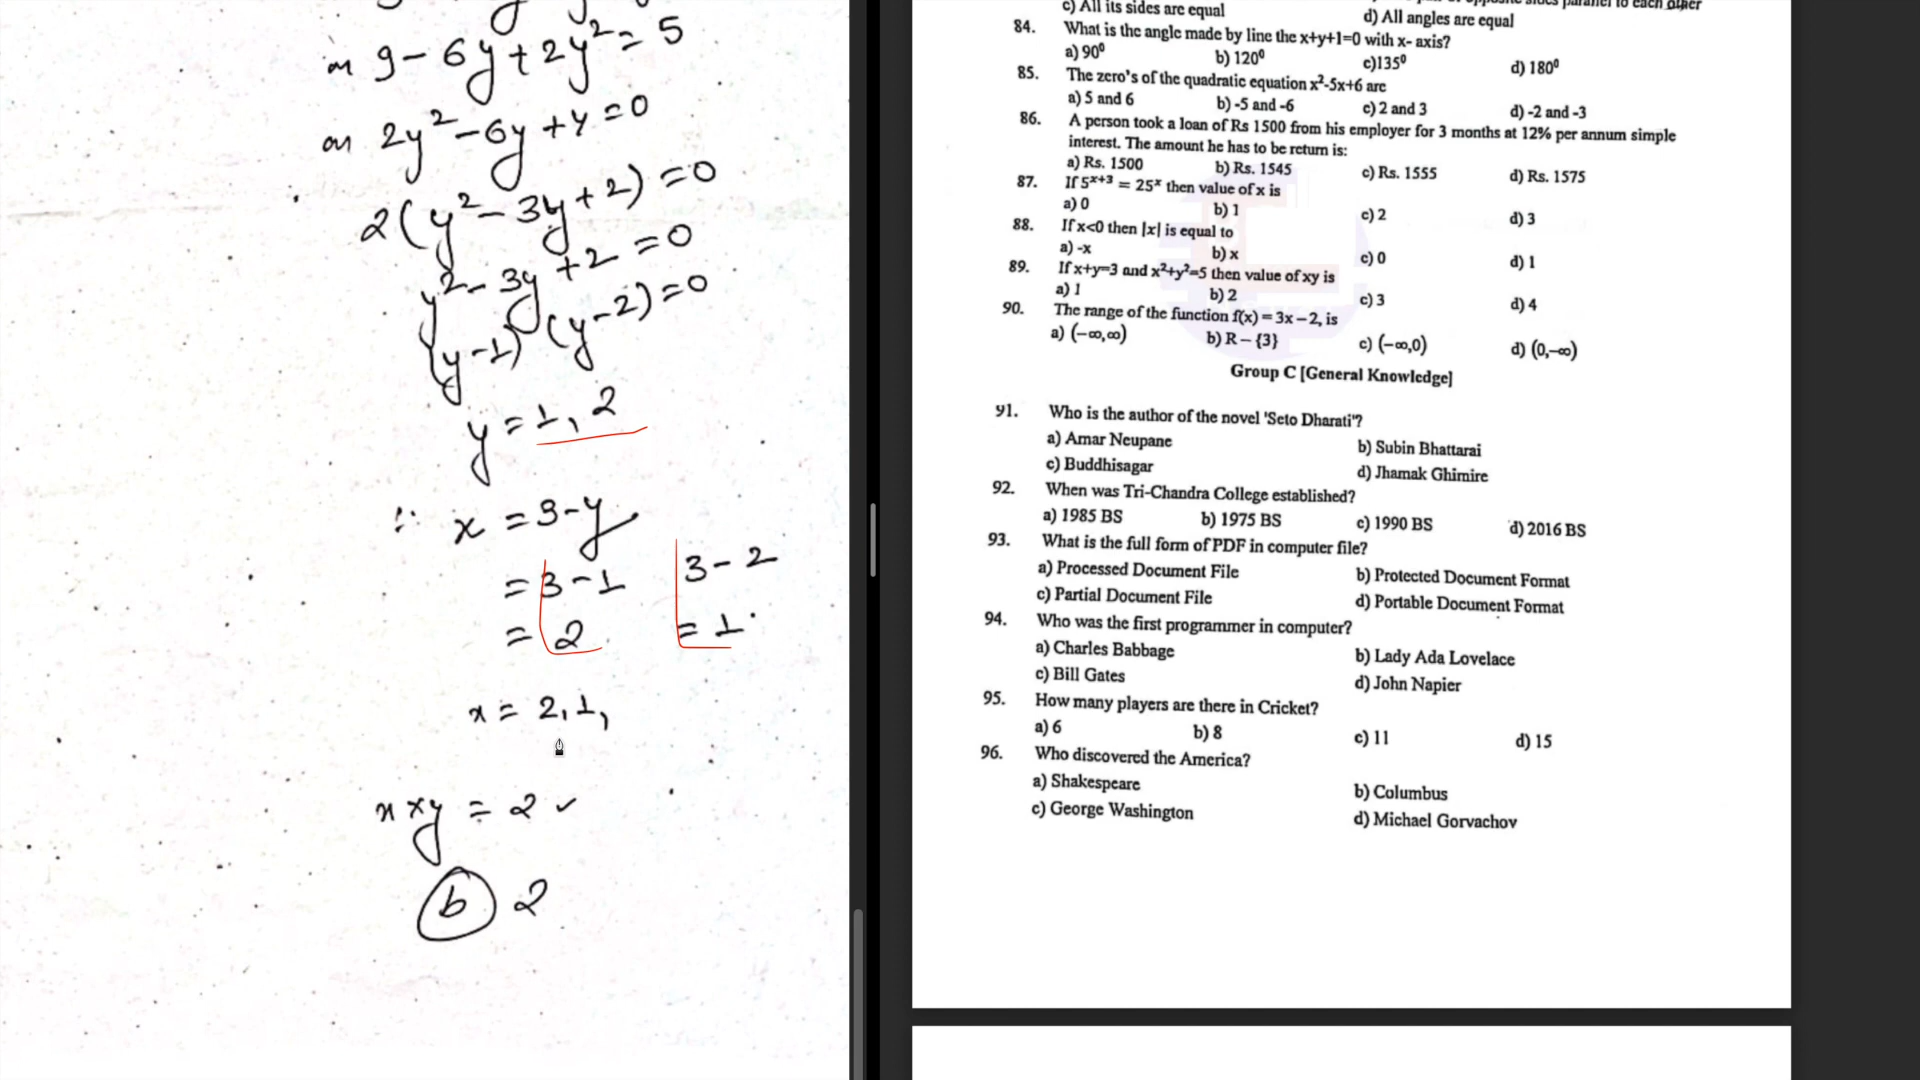 on 9-6y+2y²=5
on 2y²-6y+4=0
2(y²-3y+2)=0
y²-3y+2=0
(y-1)(y-2)=0
y=1,2
∵ x=3-y
=3-1 3-2
=2 =1
x=2,1,
x×y=2 ✓
b 2
c) All its sides are equal d) All angles are equal
84. What is the angle made by line the x+y+1=0 with x- axis?
a) 90⁰ b) 120⁰ c)135⁰ d) 180⁰
85. The zero's of the quadratic equation x²-5x+6 are
a) 5 and 6 b) -5 and -6 c) 2 and 3 d) -2 and -3
86. A person took a loan of Rs 1500 from his employer for 3 months at 12% per annum simple
interest. The amount he has to be return is:
a) Rs. 1500 b) Rs. 1545 c) Rs. 1555 d) Rs. 1575
87. If 5ˣ⁺³ = 25ˣ then value of x is
a) 0 b) 1 c) 2 d) 3
88. If x<0 then |x| is equal to
a) -x b) x c) 0 d) 1
89. If x+y=3 and x²+y²=5 then value of xy is
a) 1 b) 2 c) 3 d) 4
90. The range of the function f(x) = 3x – 2, is
a) (−∞,∞) b) R – {3} c) (−∞,0) d) (0,−∞)
Group C [General Knowledge]
91. Who is the author of the novel 'Seto Dharati'?
a) Amar Neupane b) Subin Bhattarai
c) Buddhisagar d) Jhamak Ghimire
92. When was Tri-Chandra College established?
a) 1985 BS b) 1975 BS c) 1990 BS d) 2016 BS
93. What is the full form of PDF in computer file?
a) Processed Document File b) Protected Document Format
c) Partial Document File d) Portable Document Format
94. Who was the first programmer in computer?
a) Charles Babbage b) Lady Ada Lovelace
c) Bill Gates d) John Napier
95. How many players are there in Cricket?
a) 6 b) 8 c) 11 d) 15
96. Who discovered the America?
a) Shakespeare b) Columbus
c) George Washington d) Michael Gorvachov